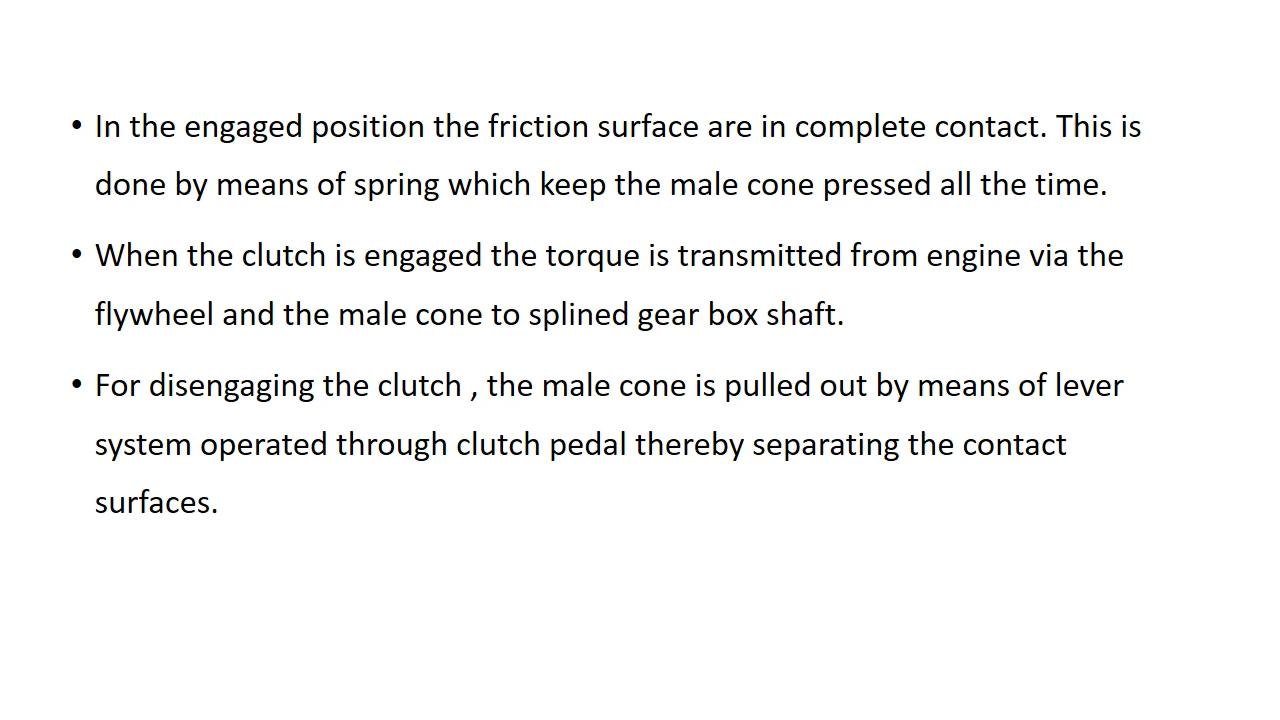 • In the engaged position the friction surface are in complete contact. This is
done by means of spring which keep the male cone pressed all the time.
• When the clutch is engaged the torque is transmitted from engine via the
flywheel and the male cone to splined gear box shaft.
• For disengaging the clutch , the male cone is pulled out by means of lever
system operated through clutch pedal thereby separating the contact
surfaces.